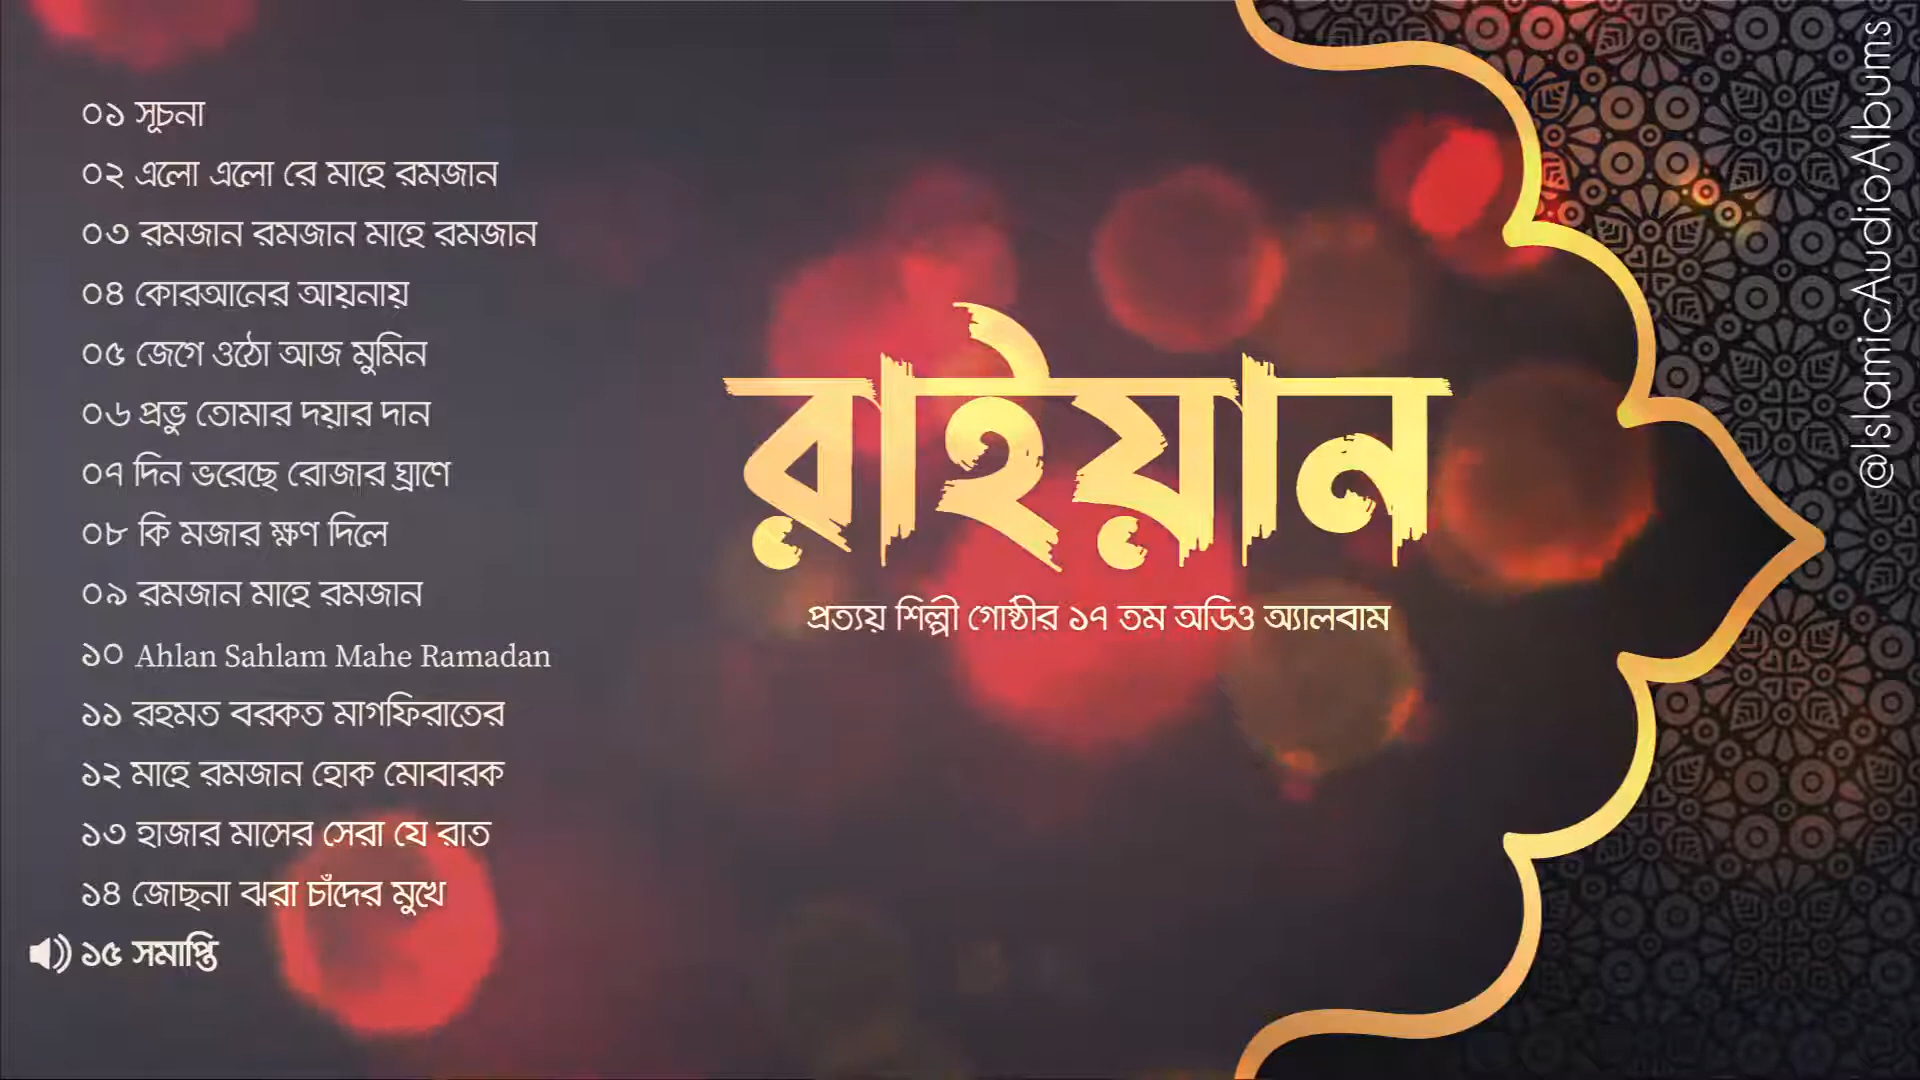 ০১ সূচনা
০২ এলো এলো রে মাহে রমজান
০৩ রমজান রমজান মাহে রমজান
০৪ কোরআনের আয়নায়
০৫ জেগে ওঠো আজ মুমিন
০৬ প্রভু তোমার দয়ার দান
০৭ দিন ভরেছে রোজার ঘ্রাণে
০৮ কি মজার ক্ষণ দিলে
০৯ রমজান মাহে রমজান
১০ Ahlan Sahlam Mahe Ramadan
১১ রহমত বরকত মাগফিরাতের
১২ মাহে রমজান হোক মোবারক
১৩ হাজার মাসের সেরা যে রাত
১৪ জোছনা ঝরা চাঁদের মুখে
১৫ সমাপ্তি
রাইয়ান
প্রত্যয় শিল্পী গোষ্ঠীর ১৭ তম অডিও অ্যালবাম
@IslamicAudioAlbums